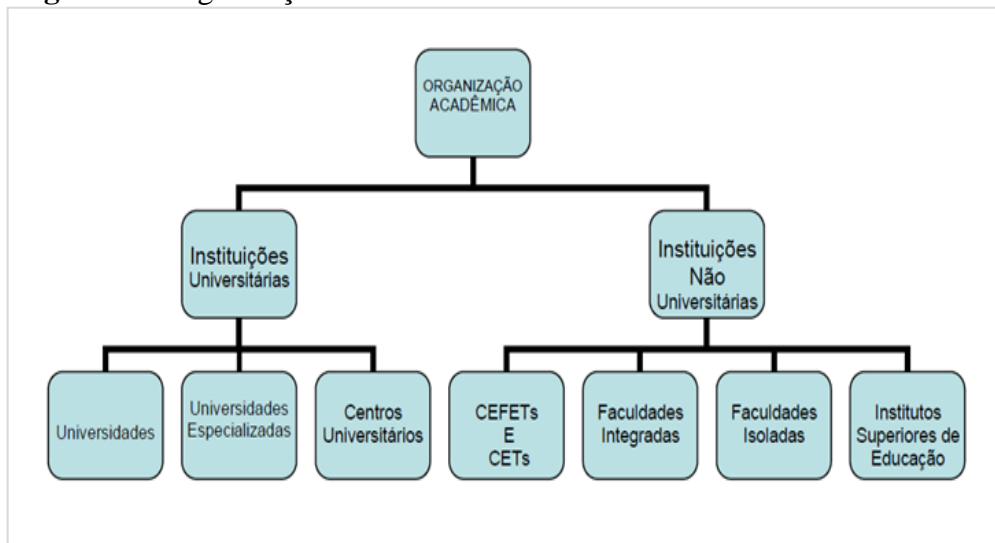 ORGANIZAÇÃO
ACADÊMICA
Instituições
Universitárias
Instituições
Não
Universitárias
Universidades
Universidades
Especializadas
Centros
Universitários
CEFETs
E
CETs
Faculdades
Integradas
Faculdades
Isoladas
Institutos
Superiores de
Educação